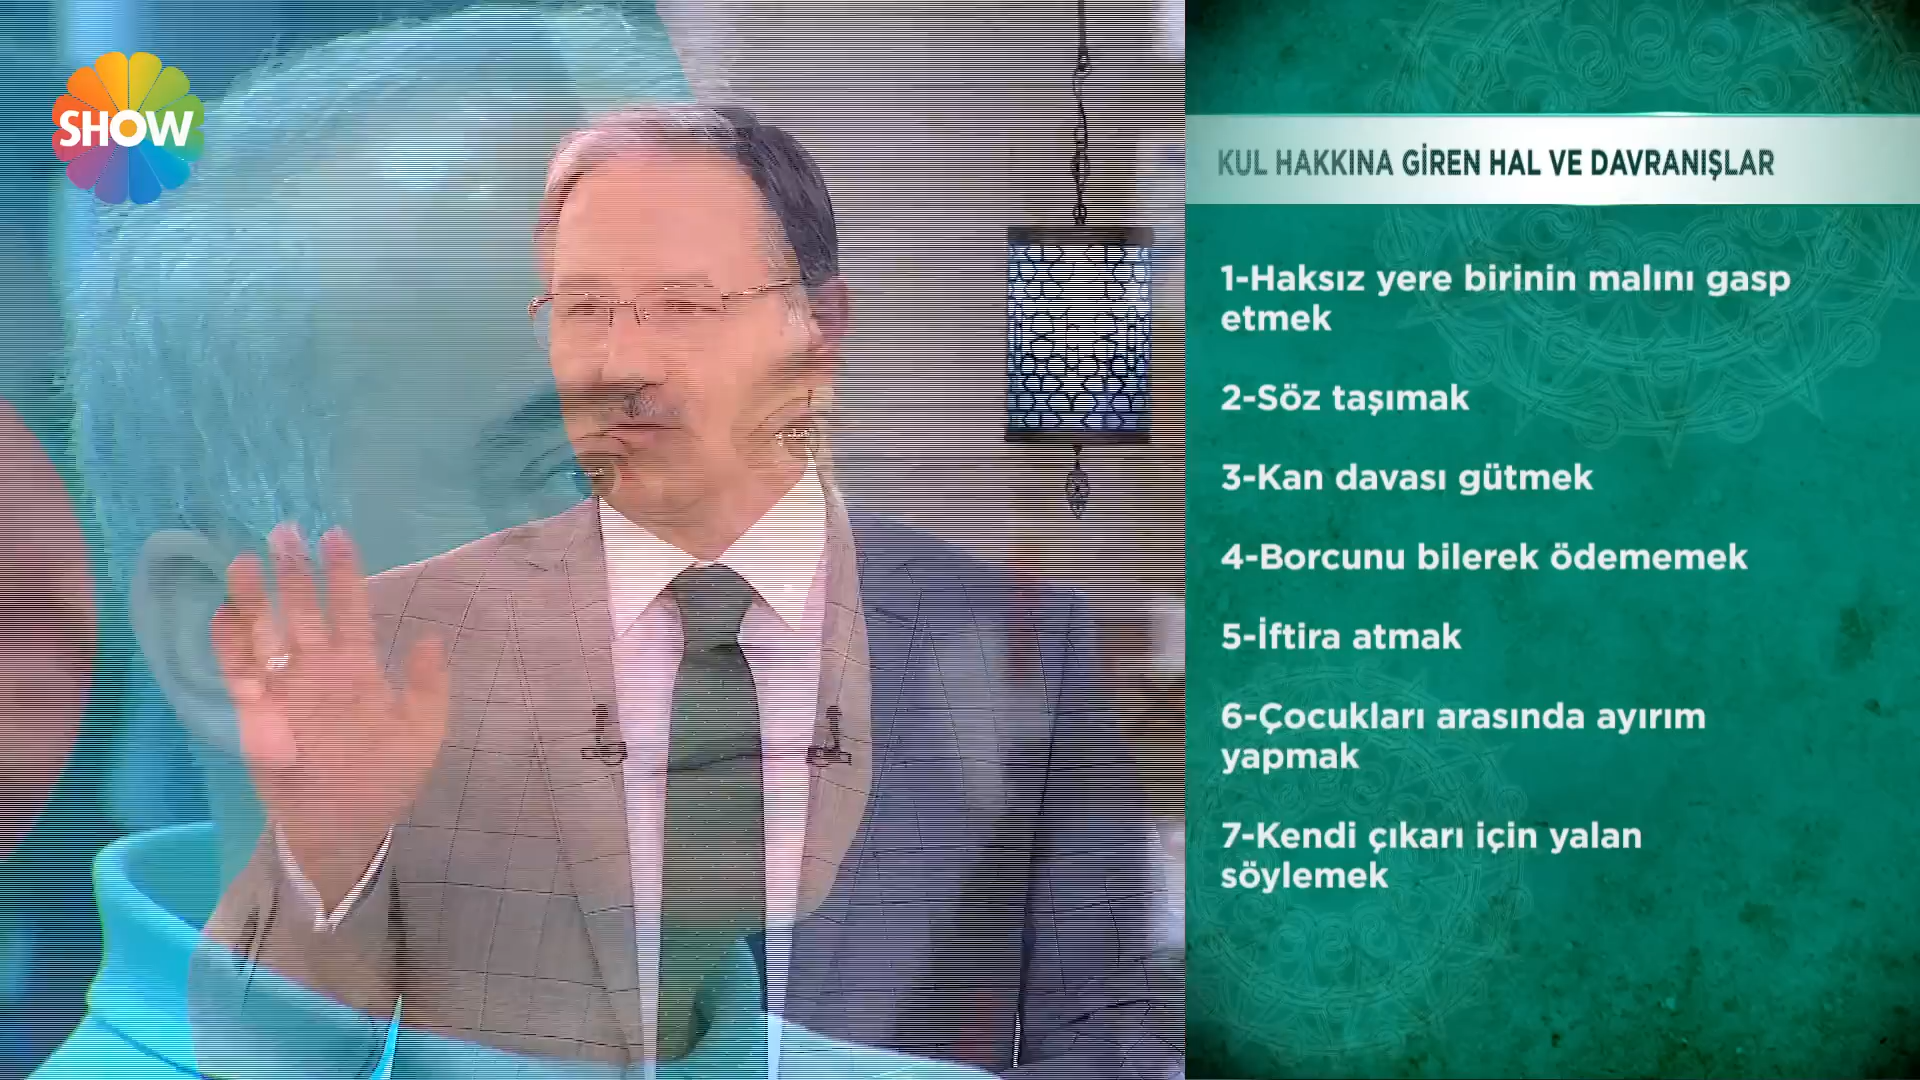 SHOW
KUL HAKKINA GİREN HAL VE DAVRANIŞLAR
1-Haksız yere birinin malını gasp
etmek
2-Söz taşımak
3-Kan davası gütmek
4-Borcunu bilerek ödememek
5-İftira atmak
6-Çocukları arasında ayırım
yapmak
7-Kendi çıkarı için yalan
söylemek